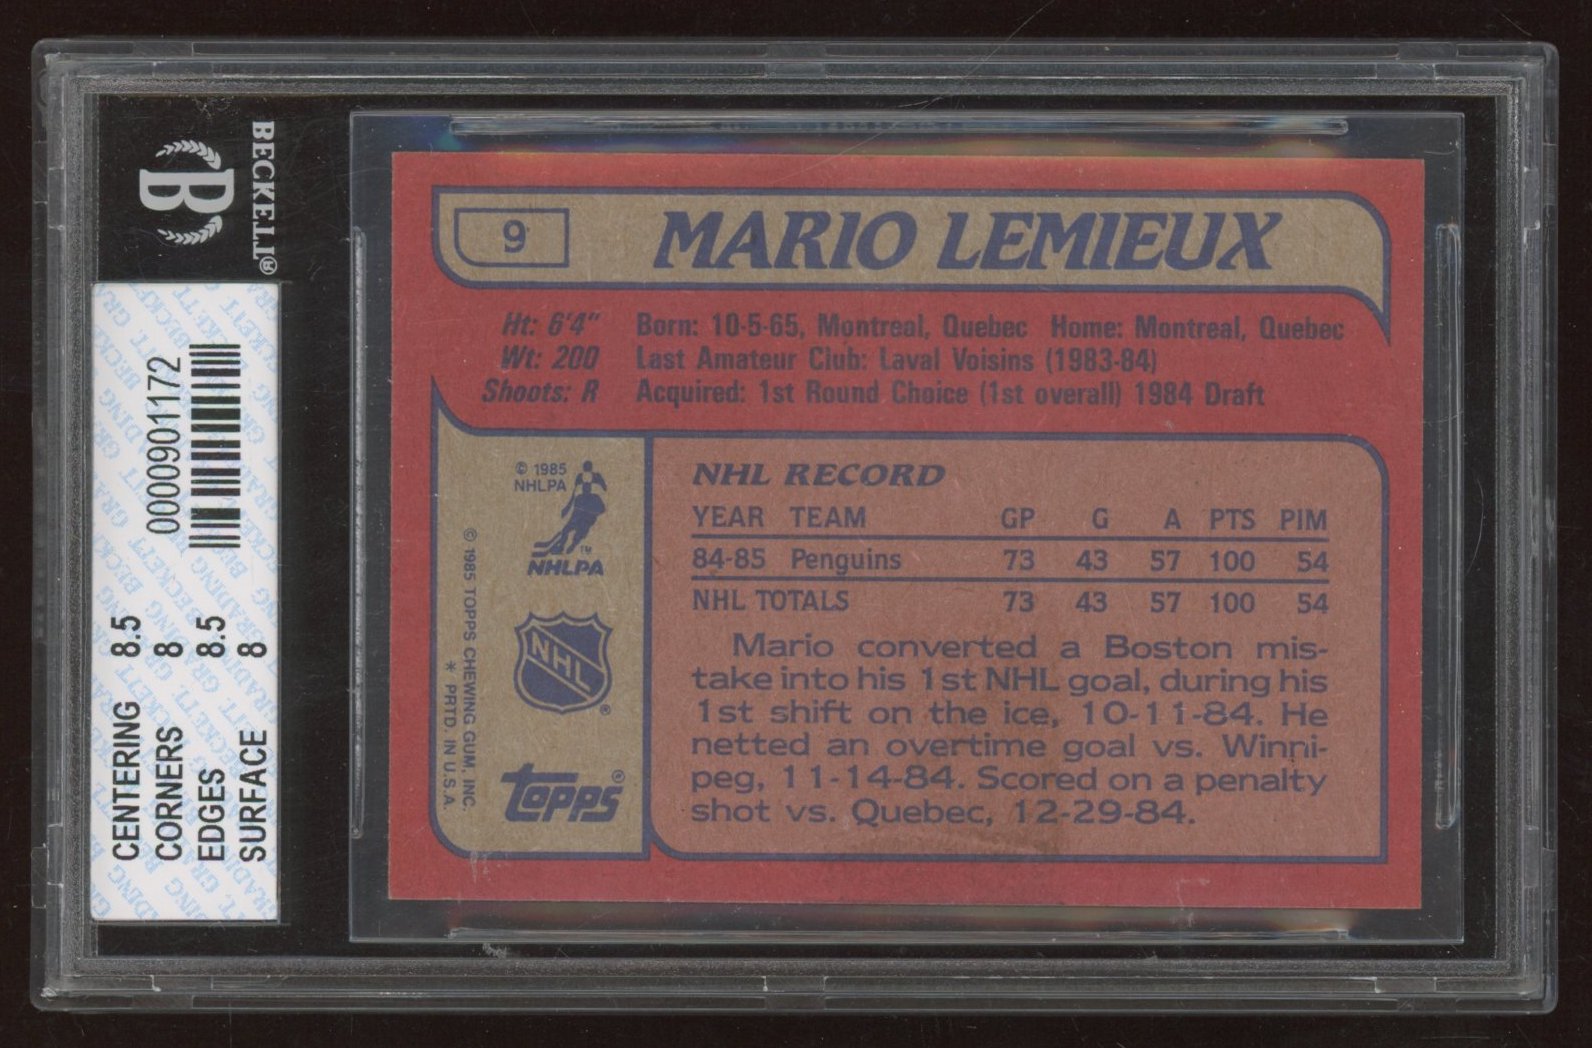 BECKETT®
B
0000901172
CENTERING 8.5
CORNERS 8
EDGES 8.5
SURFACE 8
9 MARIO LEMIEUX
Ht: 6'4" Born: 10-5-65, Montreal, Quebec Home: Montreal, Quebec
Wt: 200 Last Amateur Club: Laval Voisins (1983-84)
Shoots: R Acquired: 1st Round Choice (1st overall) 1984 Draft
© 1985
NHLPA
TM
NHLPA
NHL
®
topps®
© 1985 TOPPS CHEWING GUM, INC.
* PRTD. IN U.S.A.
NHL RECORD
YEAR TEAM GP G A PTS PIM
84-85 Penguins 73 43 57 100 54
NHL TOTALS 73 43 57 100 54
Mario converted a Boston mis-
take into his 1st NHL goal, during his
1st shift on the ice, 10-11-84. He
netted an overtime goal vs. Winni-
peg, 11-14-84. Scored on a penalty
shot vs. Quebec, 12-29-84.